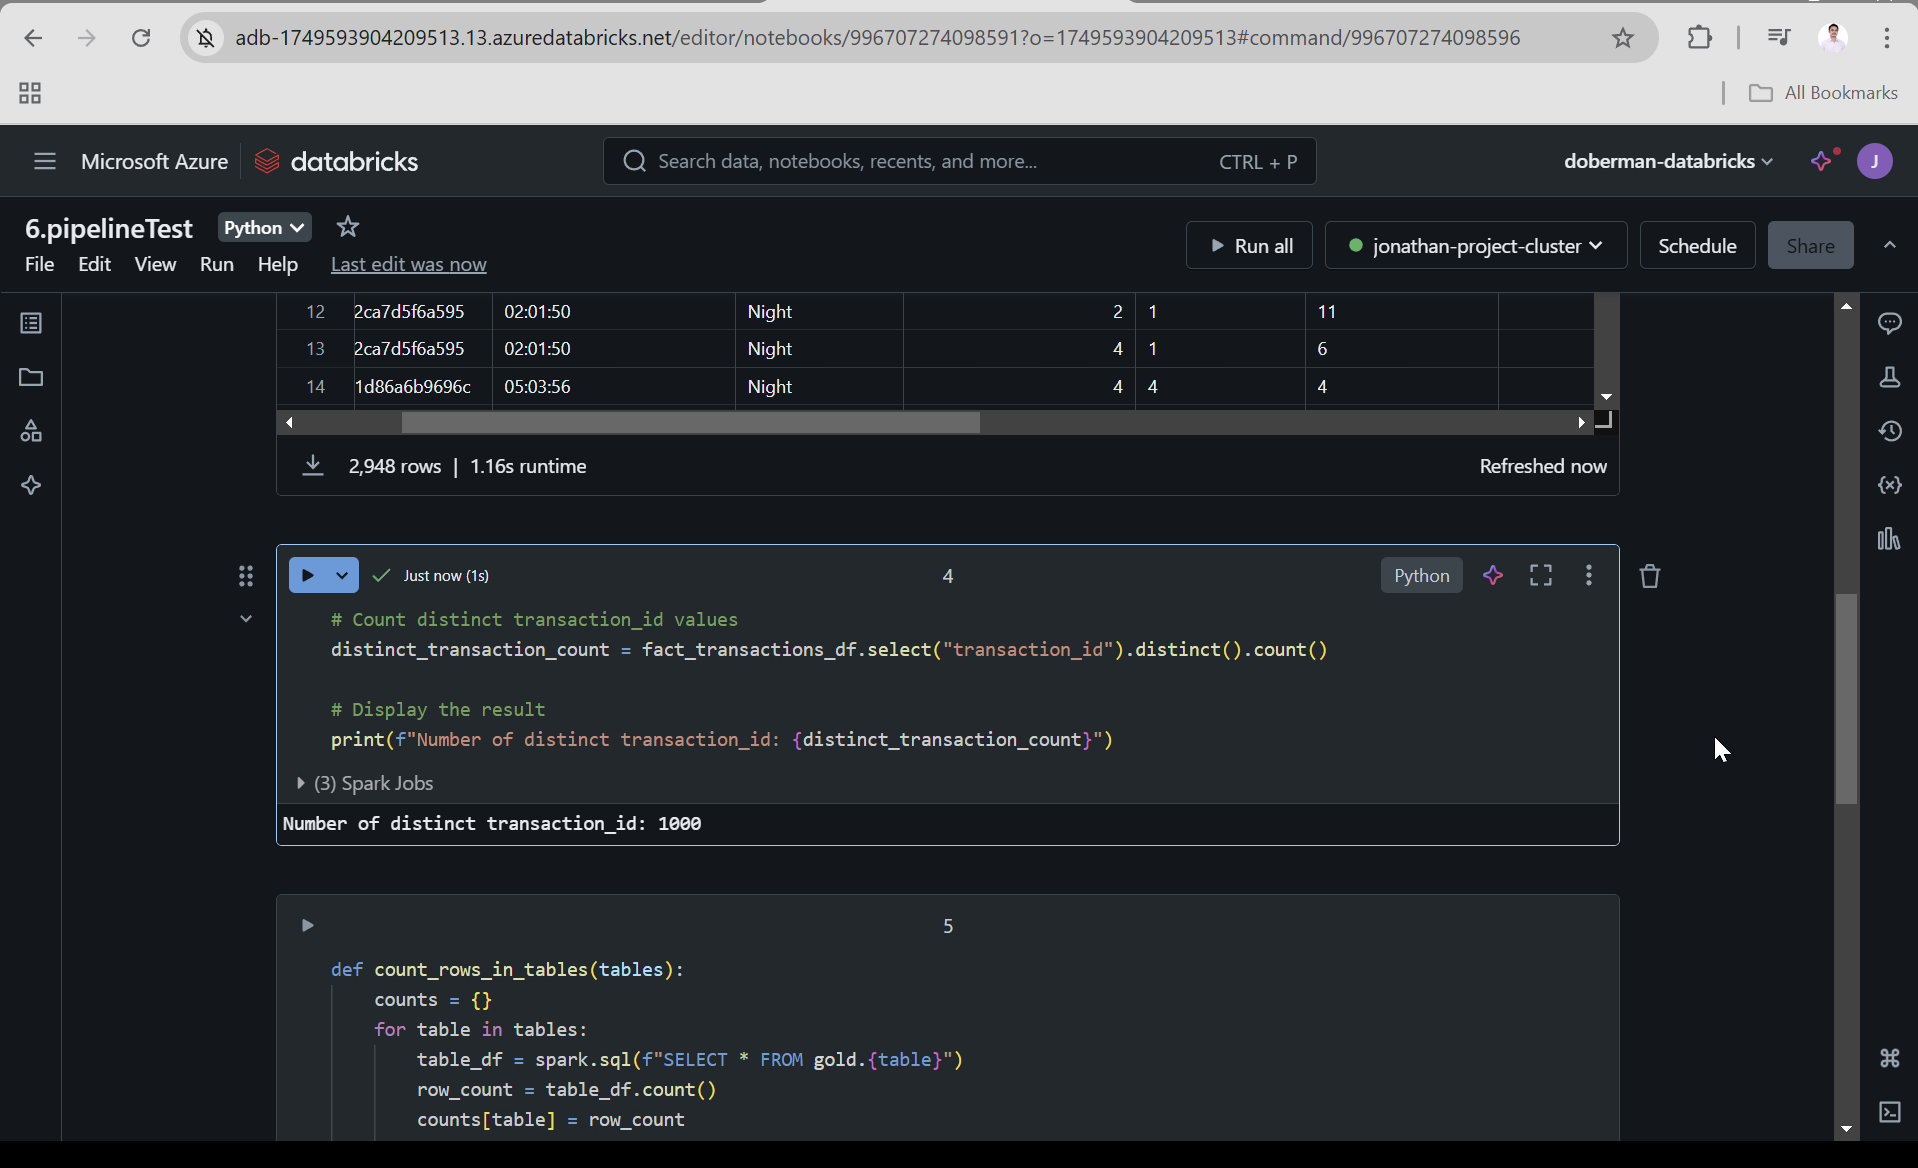 adb-1749593904209513.13.azuredatabricks.net/editor/notebooks/996707274098591?o=1749593904209513#command/996707274098596
All Bookmarks
Microsoft Azure databricks Search data, notebooks, recents, and more... CTRL + P doberman-databricks J
6.pipelineTest Python
Run all jonathan-project-cluster Schedule Share
File Edit View Run Help Last edit was now
12 2ca7d5f6a595 02:01:50 Night 2 1 11
13 2ca7d5f6a595 02:01:50 Night 4 1 6
14 1d86a6b9696c 05:03:56 Night 4 4 4
2,948 rows | 1.16s runtime Refreshed now
Just now (1s) 4 Python
# Count distinct transaction_id values
distinct_transaction_count = fact_transactions_df.select("transaction_id").distinct().count()
# Display the result
print(f"Number of distinct transaction_id: {distinct_transaction_count}")
(3) Spark Jobs
Number of distinct transaction_id: 1000
5
def count_rows_in_tables(tables):
counts = {}
for table in tables:
table_df = spark.sql(f"SELECT * FROM gold.{table}")
row_count = table_df.count()
counts[table] = row_count